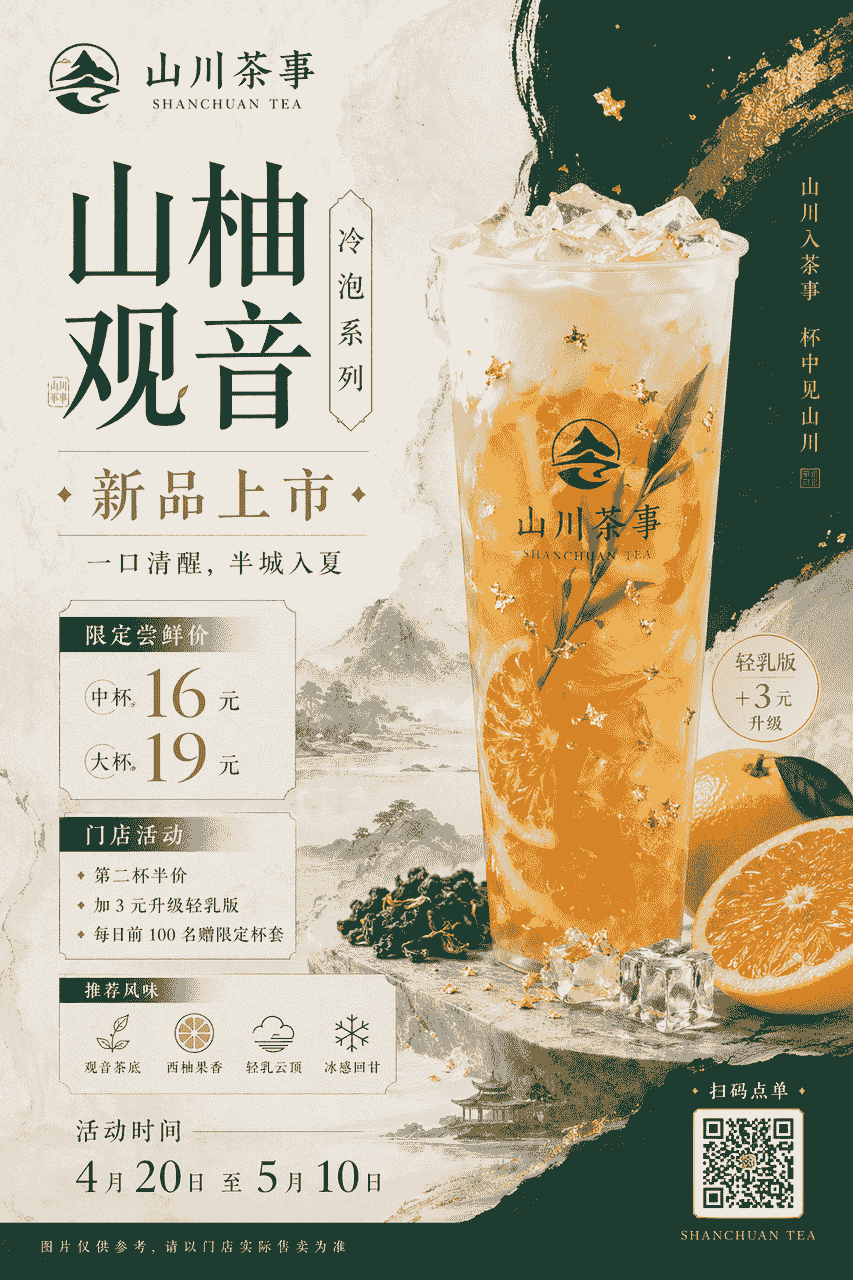 山川茶事
SHANCHUAN TEA
山柚
观音
冷泡系列
山川茶事
新品上市
一口清醒，半城入夏
限定尝鲜价
中杯 16 元
大杯 19 元
门店活动
第二杯半价
加 3 元升级轻乳版
每日前 100 名赠限定杯套
推荐风味
观音茶底
西柚果香
轻乳云顶
冰感回甘
活动时间
4月20日 至 5月10日
图片仅供参考，请以门店实际售卖为准
山川入茶事 杯中见山川
山川茶事
SHANCHUAN TEA
轻乳版
+3元
升级
扫码点单
SHANCHUAN TEA